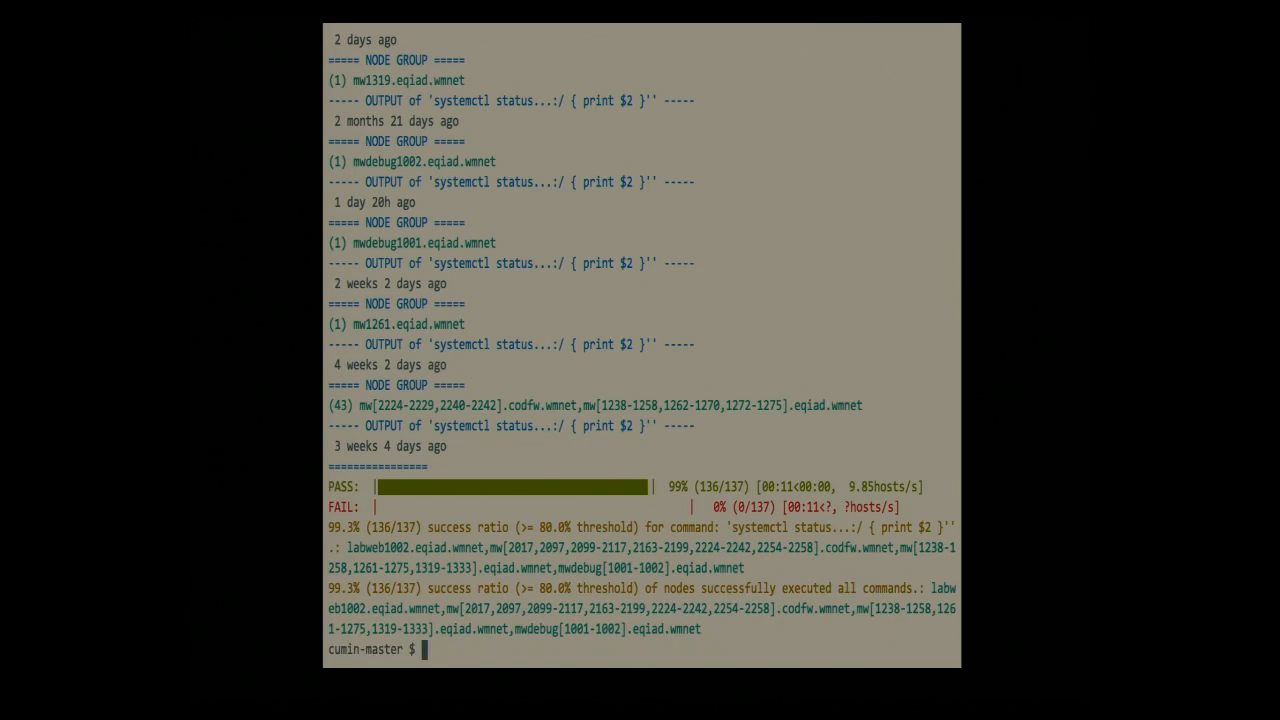 2 days ago
===== NODE GROUP =====
(1) mw1319.eqiad.wmnet
----- OUTPUT of 'systemctl status...:/ { print $2 }'' -----
2 months 21 days ago
===== NODE GROUP =====
(1) mwdebug1002.eqiad.wmnet
----- OUTPUT of 'systemctl status...:/ { print $2 }'' -----
1 day 20h ago
===== NODE GROUP =====
(1) mwdebug1001.eqiad.wmnet
----- OUTPUT of 'systemctl status...:/ { print $2 }'' -----
2 weeks 2 days ago
===== NODE GROUP =====
(1) mw1261.eqiad.wmnet
----- OUTPUT of 'systemctl status...:/ { print $2 }'' -----
4 weeks 2 days ago
===== NODE GROUP =====
(43) mw[2224-2229,2240-2242].codfw.wmnet,mw[1238-1258,1262-1270,1272-1275].eqiad.wmnet
----- OUTPUT of 'systemctl status...:/ { print $2 }'' -----
3 weeks 4 days ago
================
PASS: | | 99% (136/137) [00:11<00:00, 9.85hosts/s]
FAIL: | | 0% (0/137) [00:11<?, ?hosts/s]
99.3% (136/137) success ratio (>= 80.0% threshold) for command: 'systemctl status...:/ { print $2 }''
.: labweb1002.eqiad.wmnet,mw[2017,2097,2099-2117,2163-2199,2224-2242,2254-2258].codfw.wmnet,mw[1238-1
258,1261-1275,1319-1333].eqiad.wmnet,mwdebug[1001-1002].eqiad.wmnet
99.3% (136/137) success ratio (>= 80.0% threshold) of nodes successfully executed all commands.: labw
eb1002.eqiad.wmnet,mw[2017,2097,2099-2117,2163-2199,2224-2242,2254-2258].codfw.wmnet,mw[1238-1258,126
1-1275,1319-1333].eqiad.wmnet,mwdebug[1001-1002].eqiad.wmnet
cumin-master $